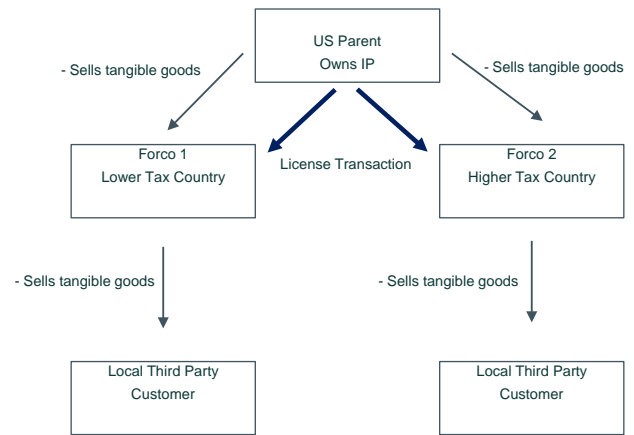 US Parent
Owns IP
- Sells tangible goods
- Sells tangible goods
Forco 1
Lower Tax Country
License Transaction
Forco 2
Higher Tax Country
- Sells tangible goods
- Sells tangible goods
Local Third Party
Customer
Local Third Party
Customer